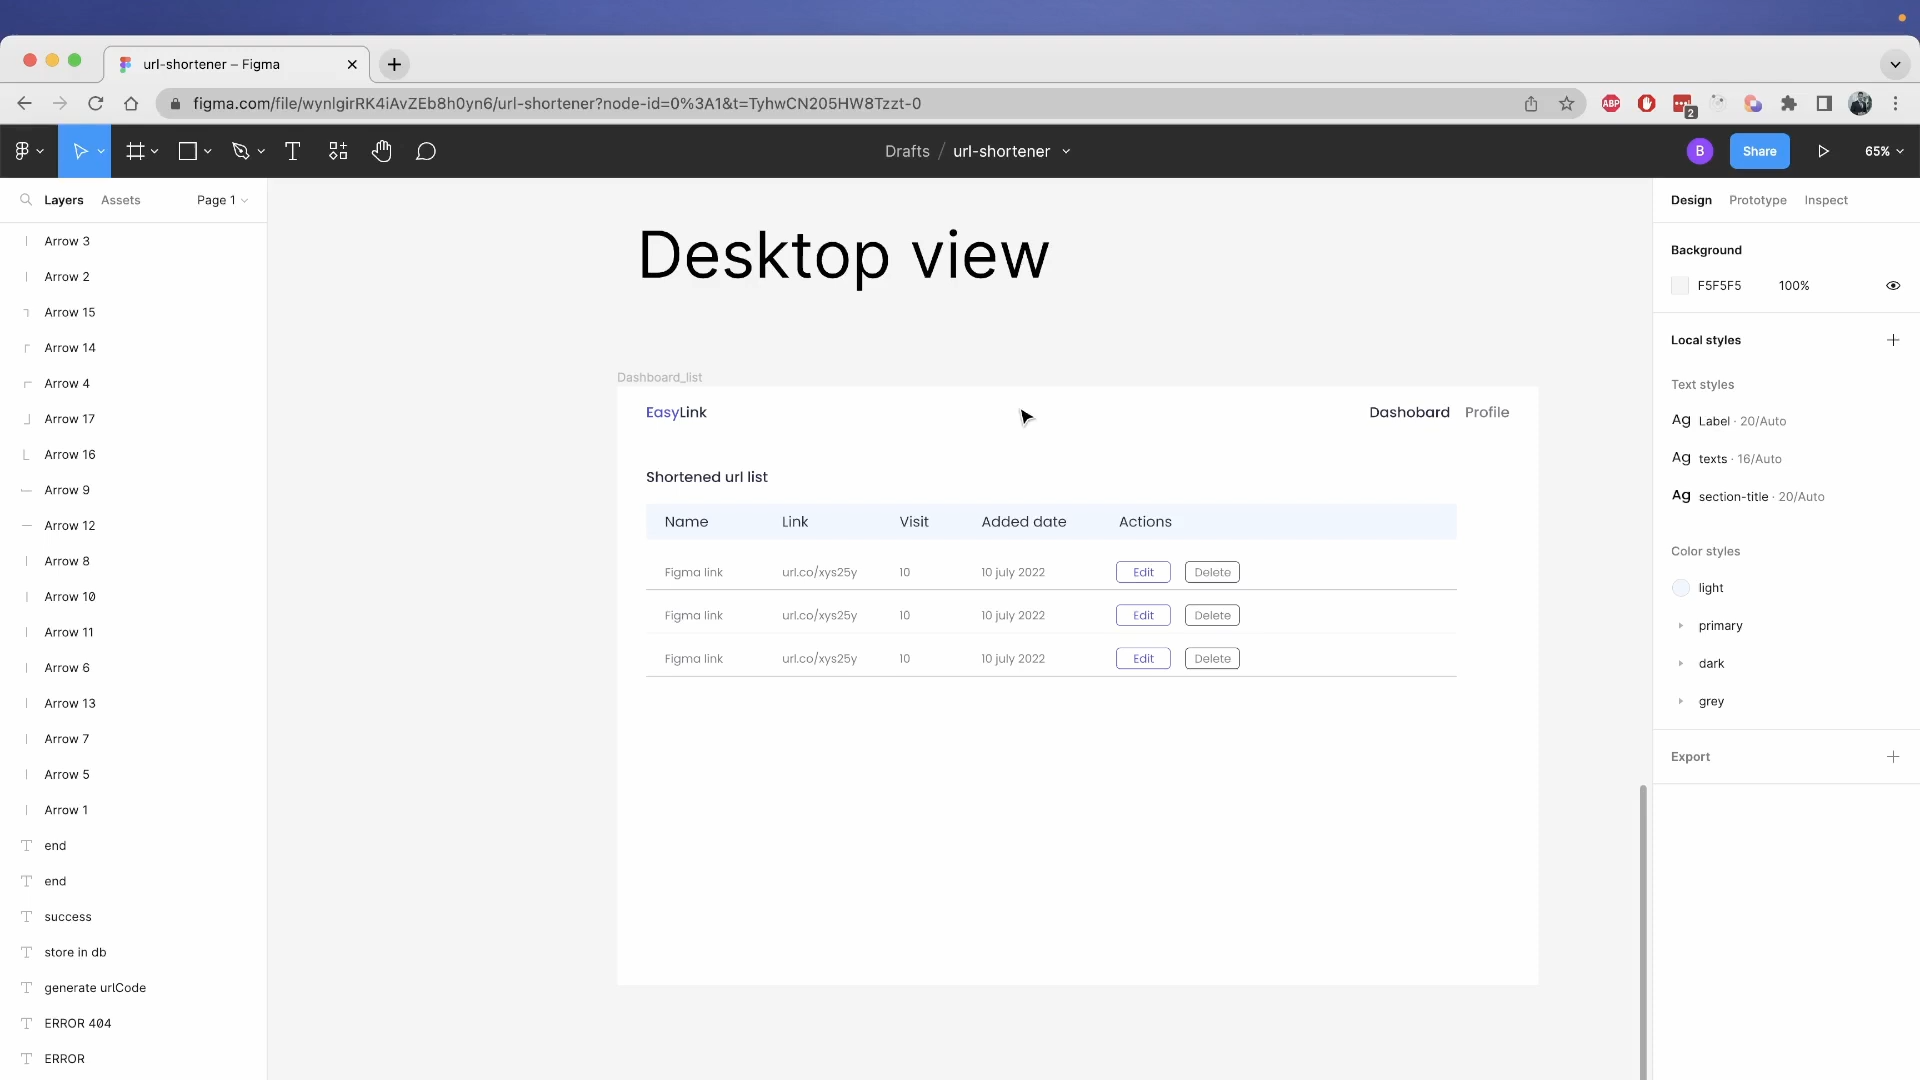 url-shortener – Figma
figma.com/file/wynlgirRK4iAvZEb8h0yn6/url-shortener?node-id=0%3A1&t=TyhwCN205HW8Tzzt-0
ABP
2
Drafts / url-shortener
B
Share
65%
Layers Assets Page 1
Arrow 3
Arrow 2
Arrow 15
Arrow 14
Arrow 4
Arrow 17
Arrow 16
Arrow 9
Arrow 12
Arrow 8
Arrow 10
Arrow 11
Arrow 6
Arrow 13
Arrow 7
Arrow 5
Arrow 1
end
end
success
store in db
generate urlCode
ERROR 404
ERROR
Desktop view
Dashboard_list
EasyLink Dashobard Profile
Shortened url list
Name Link Visit Added date Actions
Figma link url.co/xys25y 10 10 july 2022 Edit Delete
Figma link url.co/xys25y 10 10 july 2022 Edit Delete
Figma link url.co/xys25y 10 10 july 2022 Edit Delete
Design Prototype Inspect
Background
F5F5F5 100%
Local styles
Text styles
Ag Label · 20/Auto
Ag texts · 16/Auto
Ag section-title · 20/Auto
Color styles
light
primary
dark
grey
Export